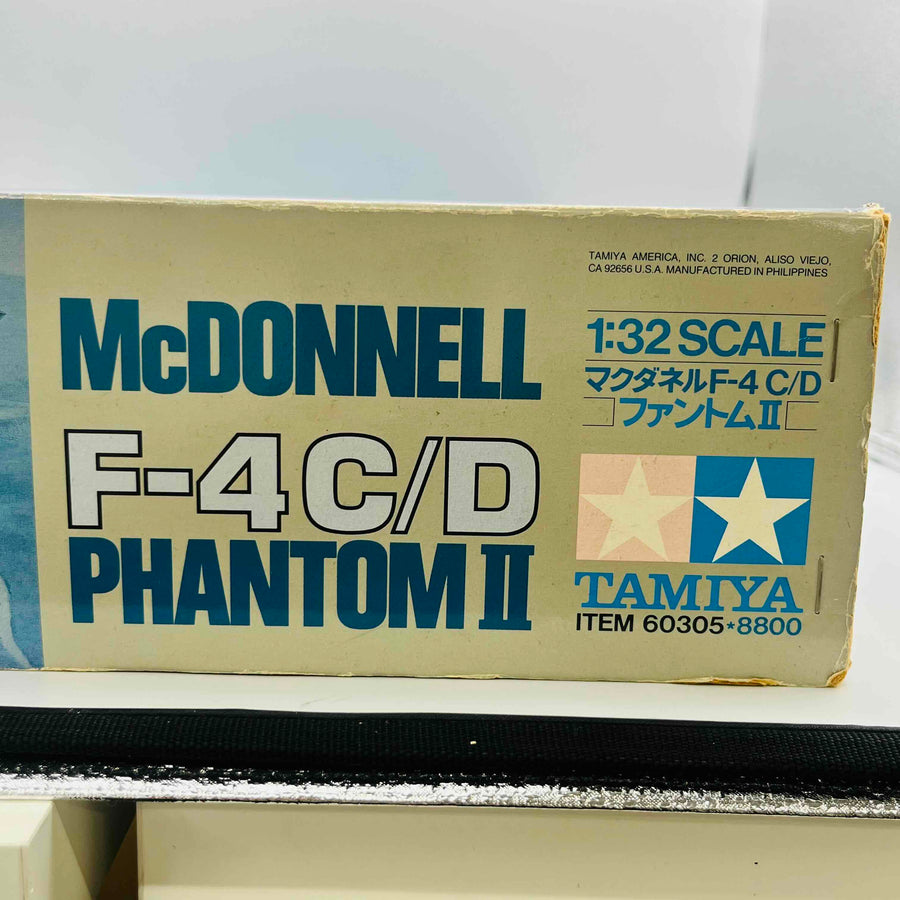 TAMIYA AMERICA, INC. 2 ORION, ALISO VIEJO,
CA 92656 U.S.A. MANUFACTURED IN PHILIPPINES
McDONNELL
F-4 C/D
PHANTOM II
1:32 SCALE
マクダネルF-4 C/D
ファントムII
TAMIYA
ITEM 60305★8800